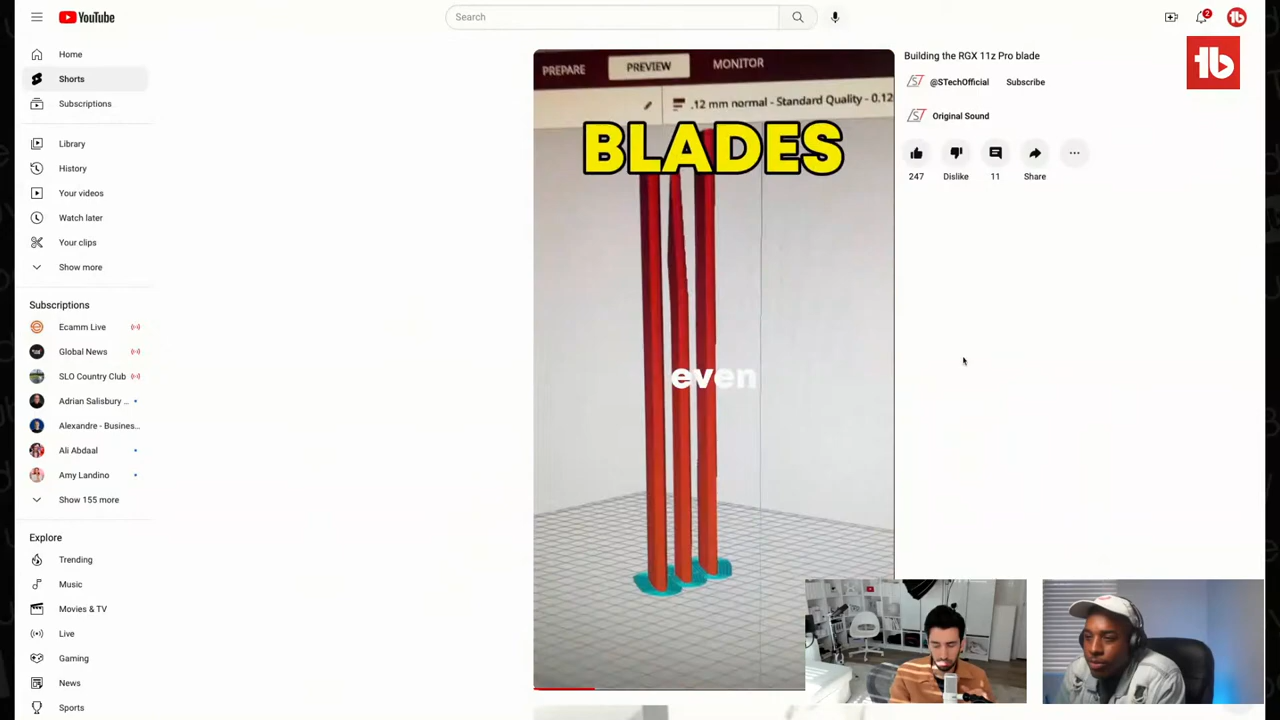 YouTube
Search
2
1b
1b
Home
Shorts
Subscriptions
Library
History
Your videos
Watch later
Your clips
Show more
Subscriptions
Ecamm Live
Global News
SLO Country Club
Adrian Salisbury ...
Alexandre - Busines...
Ali Abdaal
Amy Landino
Show 155 more
Explore
Trending
Music
Movies & TV
Live
Gaming
News
Sports
PREPARE
PREVIEW
MONITOR
.12 mm normal - Standard Quality - 0.12
BLADES
even
Building the RGX 11z Pro blade
@STechOfficial
Subscribe
Original Sound
247
Dislike
11
Share